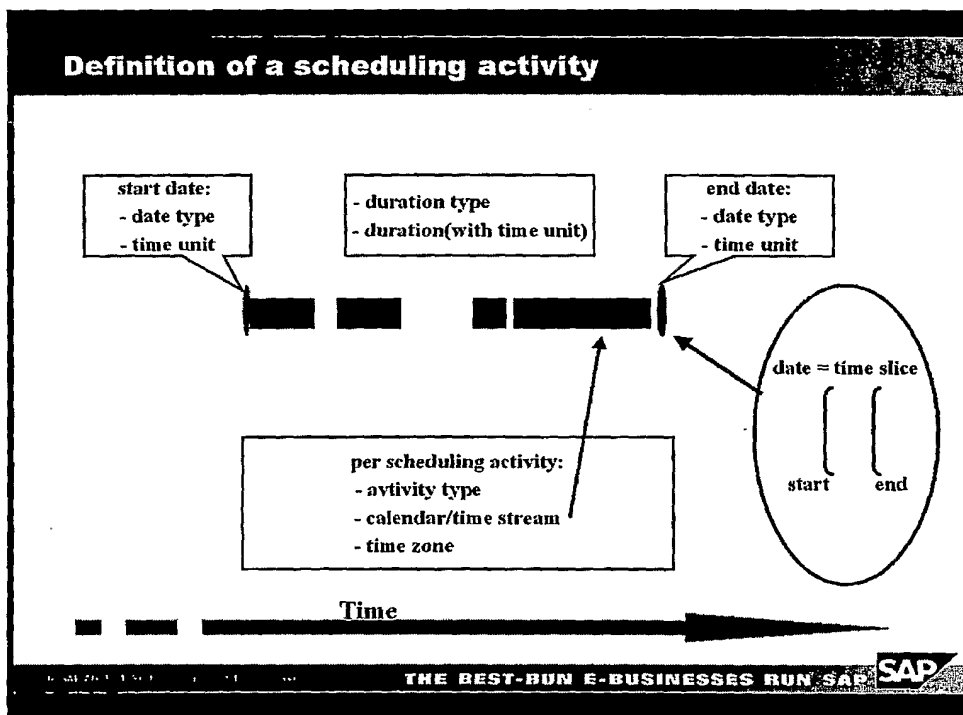 Definition of a scheduling activity
start date:
- date type
- time unit
- duration type
- duration(with time unit)
end date:
- date type
- time unit
date = time slice
start end
per scheduling activity:
- avtivity type
- calendar/time stream
- time zone
Time
THE BEST-RUN E-BUSINESSES RUN SAP
SAP